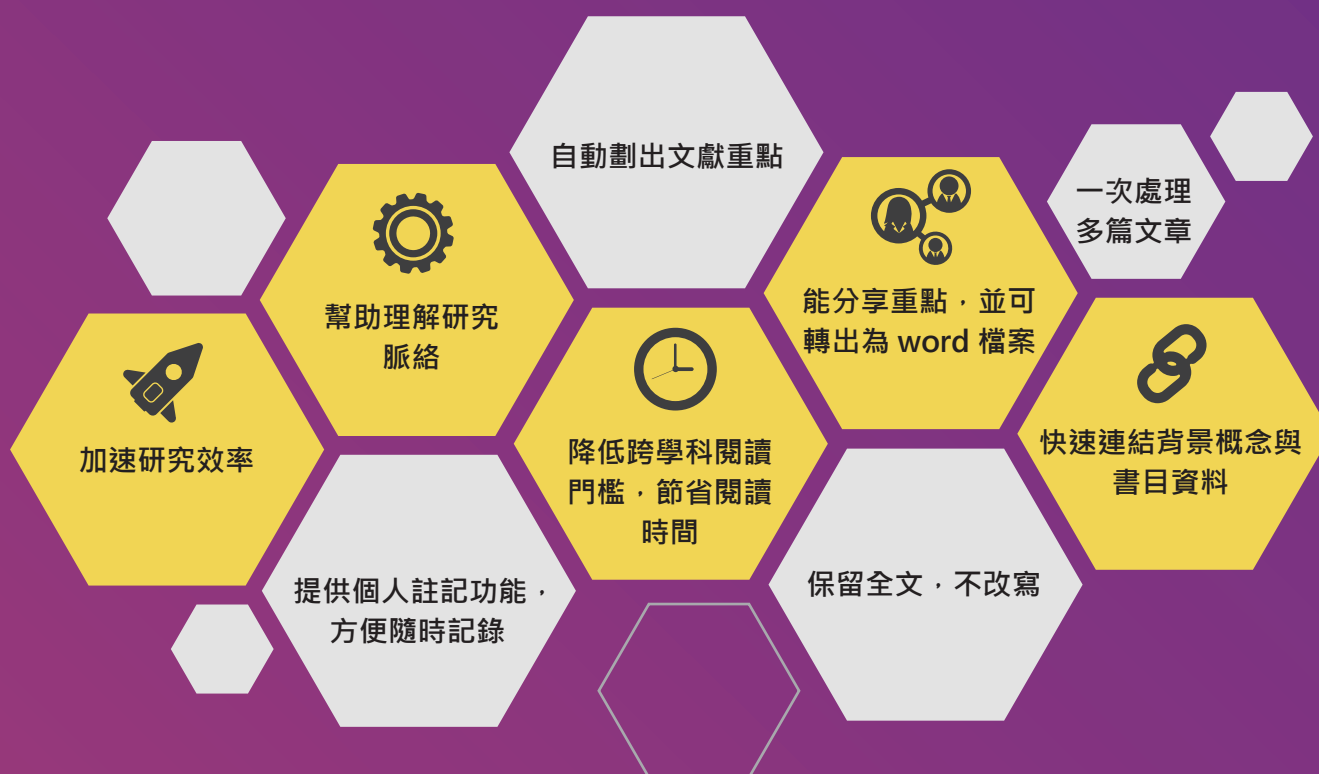 自動劃出文獻重點
一次處理
多篇文章
幫助理解研究
脈絡
能分享重點，並可
轉出為 word 檔案
加速研究效率
降低跨學科閱讀
門檻，節省閱讀
時間
快速連結背景概念與
書目資料
提供個人註記功能，
方便隨時記錄
保留全文，不改寫